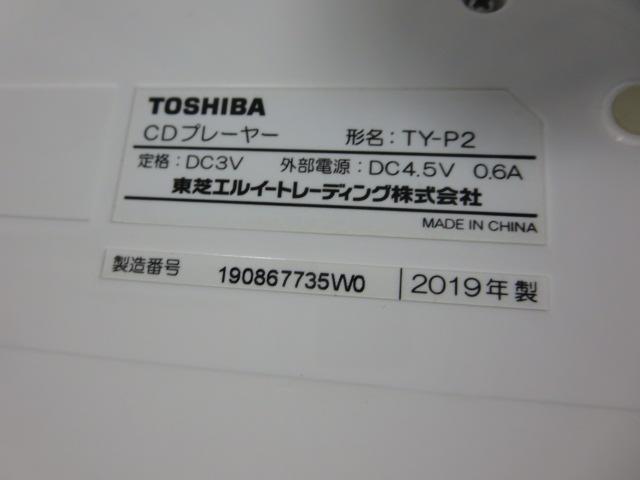 TOSHIBA
CDプレーヤー 形名:TY-P2
定格:DC3V 外部電源:DC4.5V 0.6A
東芝エルイートレーディング株式会社
MADE IN CHINA
製造番号 190867735W0 2019年製